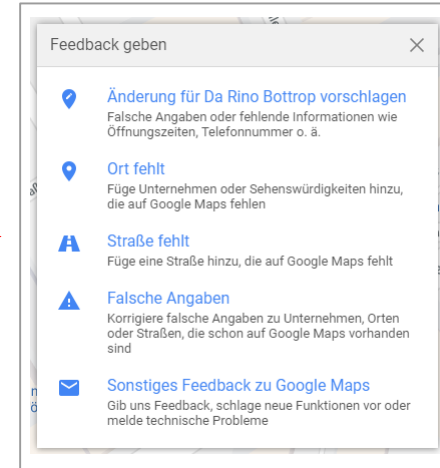 Feedback geben
Änderung für Da Rino Bottrop vorschlagen
Falsche Angaben oder fehlende Informationen wie
Öffnungszeiten, Telefonnummer o. ä.
Ort fehlt
Füge Unternehmen oder Sehenswürdigkeiten hinzu,
die auf Google Maps fehlen
Straße fehlt
Füge eine Straße hinzu, die auf Google Maps fehlt
Falsche Angaben
Korrigiere falsche Angaben zu Unternehmen, Orten
oder Straßen, die schon auf Google Maps vorhanden
sind
Sonstiges Feedback zu Google Maps
Gib uns Feedback, schlage neue Funktionen vor oder
melde technische Probleme